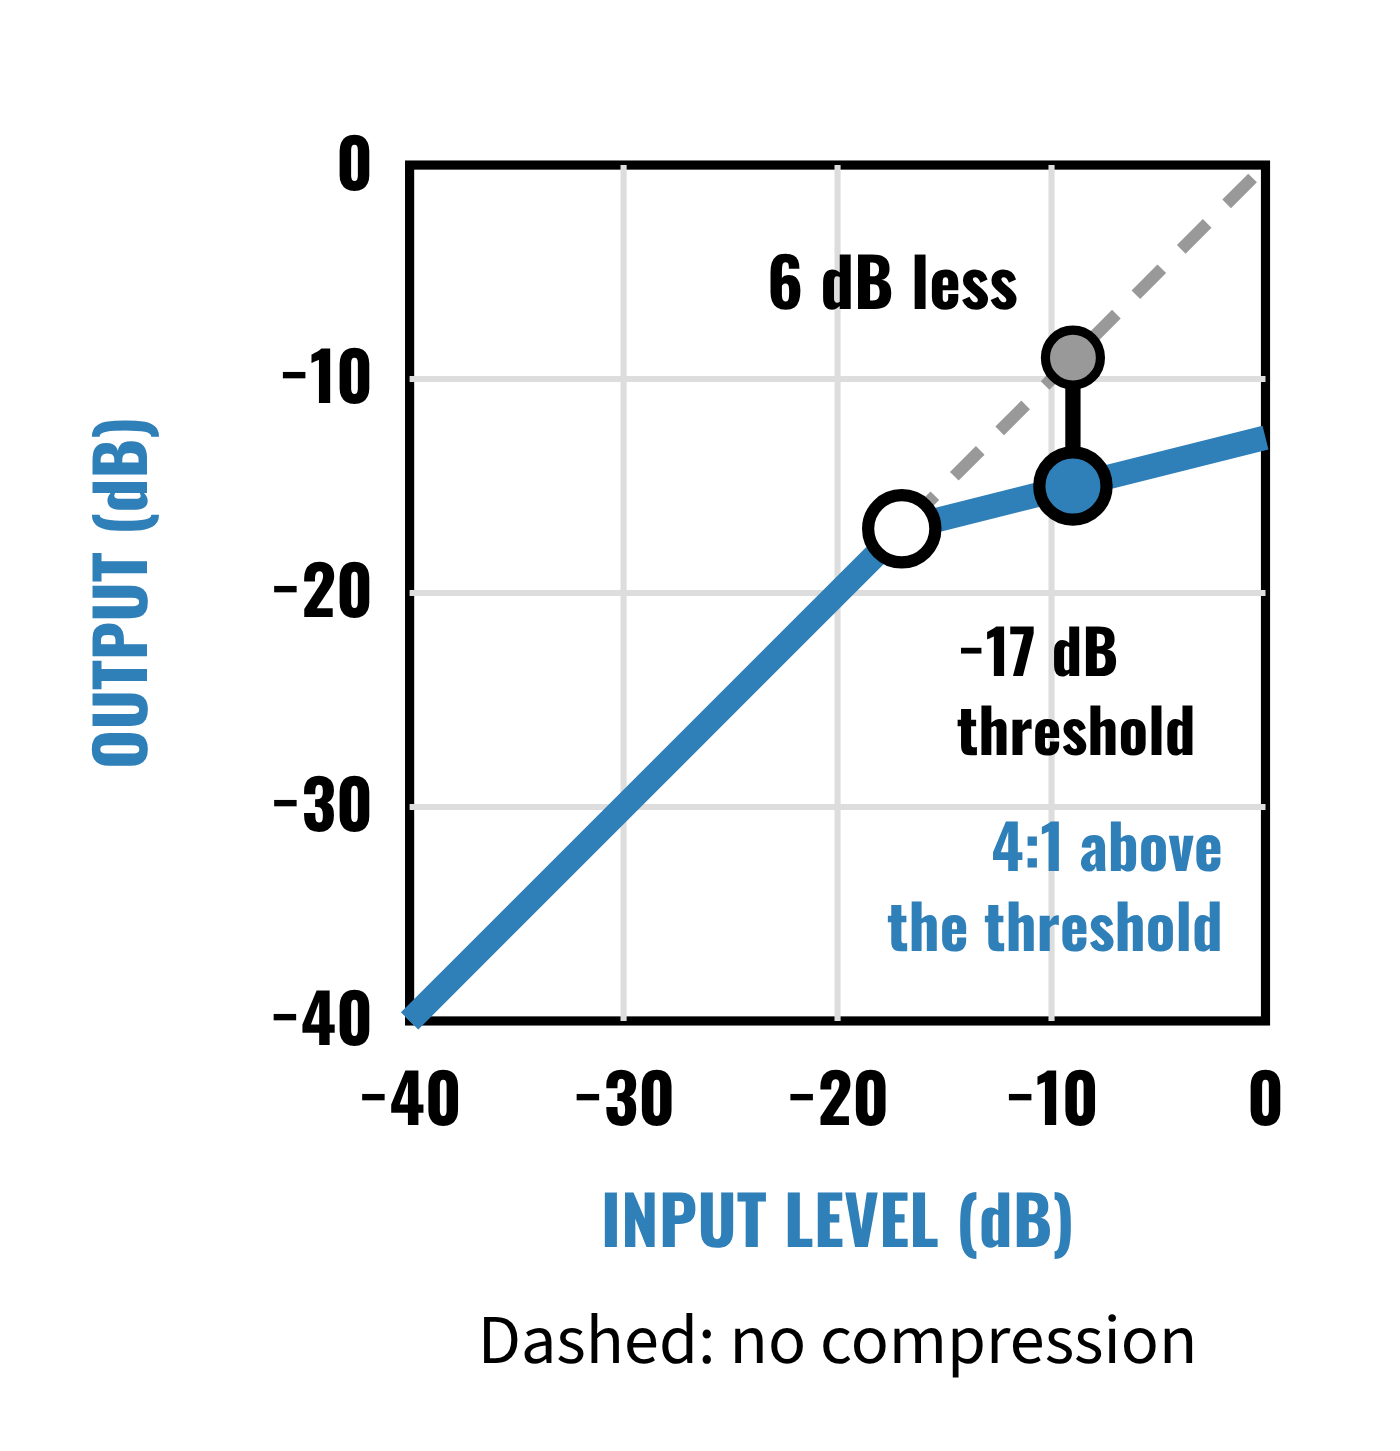 0
6 dB less
−10
OUTPUT (dB)
−20
−17 dB
threshold
−30
4:1 above
the threshold
−40
−40 −30 −20 −10 0
INPUT LEVEL (dB)
Dashed: no compression